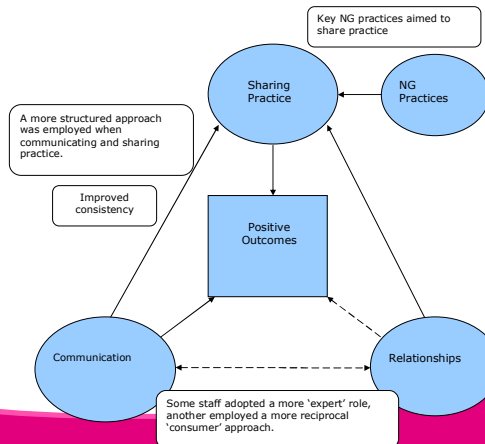 Key NG practices aimed to
share practice
Sharing
Practice
NG
Practices
A more structured approach
was employed when
communicating and sharing
practice.
Improved
consistency
Positive
Outcomes
Communication
Relationships
Some staff adopted a more ‘expert’ role,
another employed a more reciprocal
‘consumer’ approach.